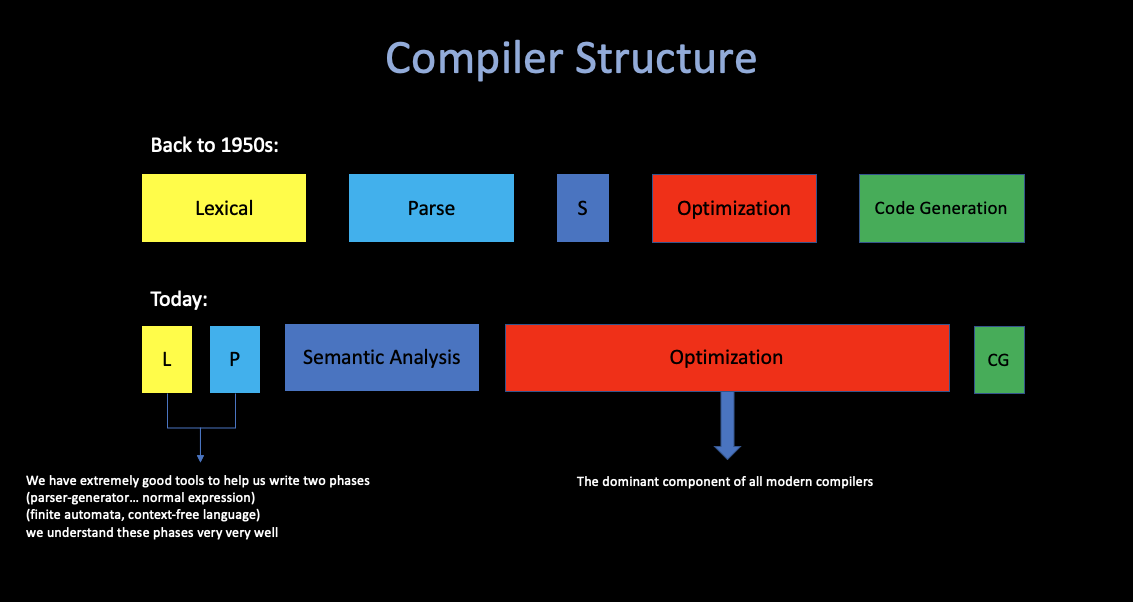 Compiler Structure
Back to 1950s:
Lexical
Parse
S
Optimization
Code Generation
Today:
L
P
Semantic Analysis
Optimization
CG
We have extremely good tools to help us write two phases
(parser-generator… normal expression)
(finite automata, context-free language)
we understand these phases very very well
The dominant component of all modern compilers